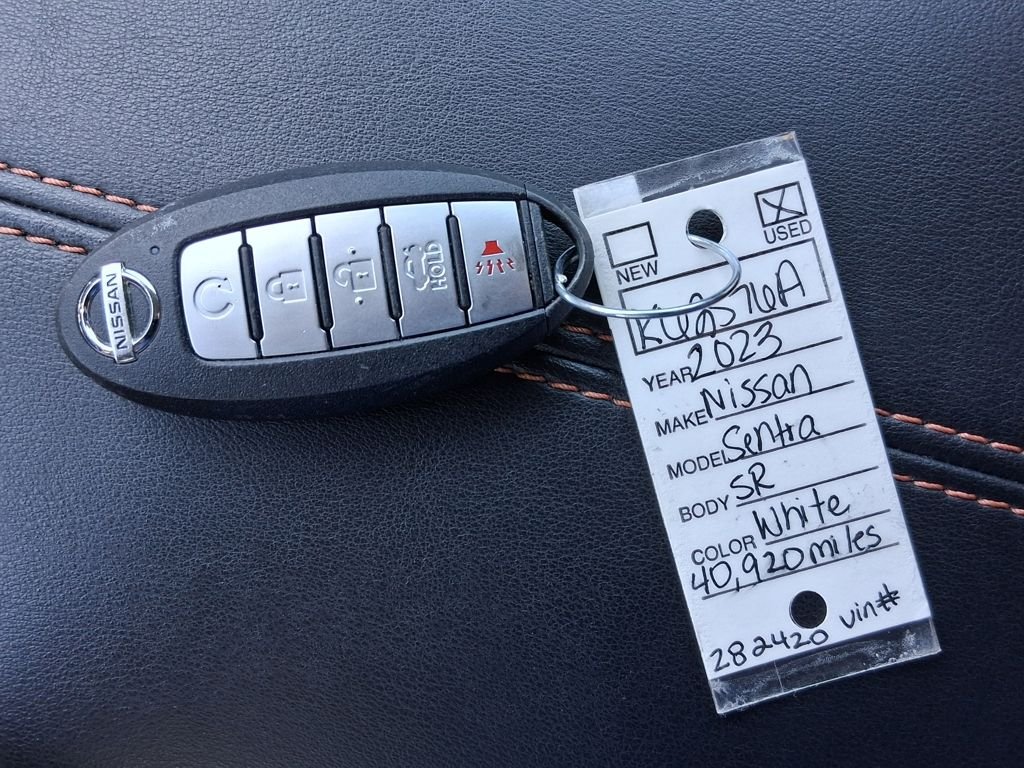 NISSAN
HOLD
NEW
USED
YEAR 2023
MAKE Nissan
MODEL Sentra
BODY SR
COLOR White
40,920 miles
282420 vin#